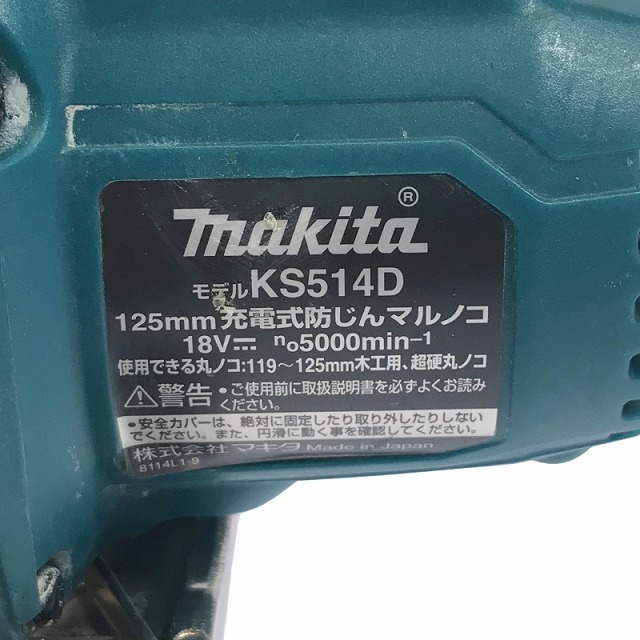 makita®
モデルKS514D
125mm 充電式防じんマルノコ
18V⎓ n₀5000min⁻¹
使用できる丸ノコ:119～125mm木工用、超硬丸ノコ
⚠警告 •ご使用前に取扱説明書を必ずよくお読み
ください。
•安全カバーは、絶対に固定したり取り外したりしない
でください。また、円滑に動く事を確認してください。
株式会社 マキタ Made in Japan
8114L1-9